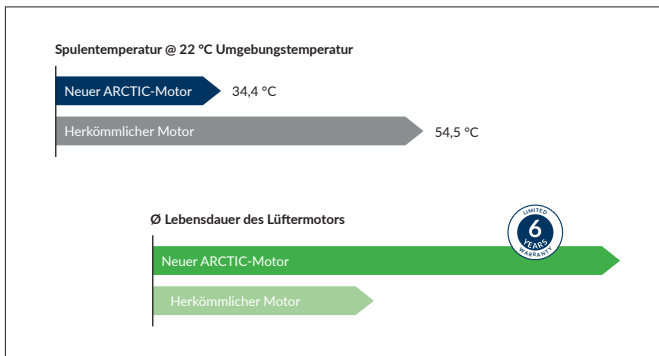 Spulentemperatur @ 22 °C Umgebungstemperatur
Neuer ARCTIC-Motor 34,4 °C
Herkömmlicher Motor 54,5 °C
Ø Lebensdauer des Lüftermotors
LIMITED
6
YEARS
WARRANTY
Neuer ARCTIC-Motor
Herkömmlicher Motor